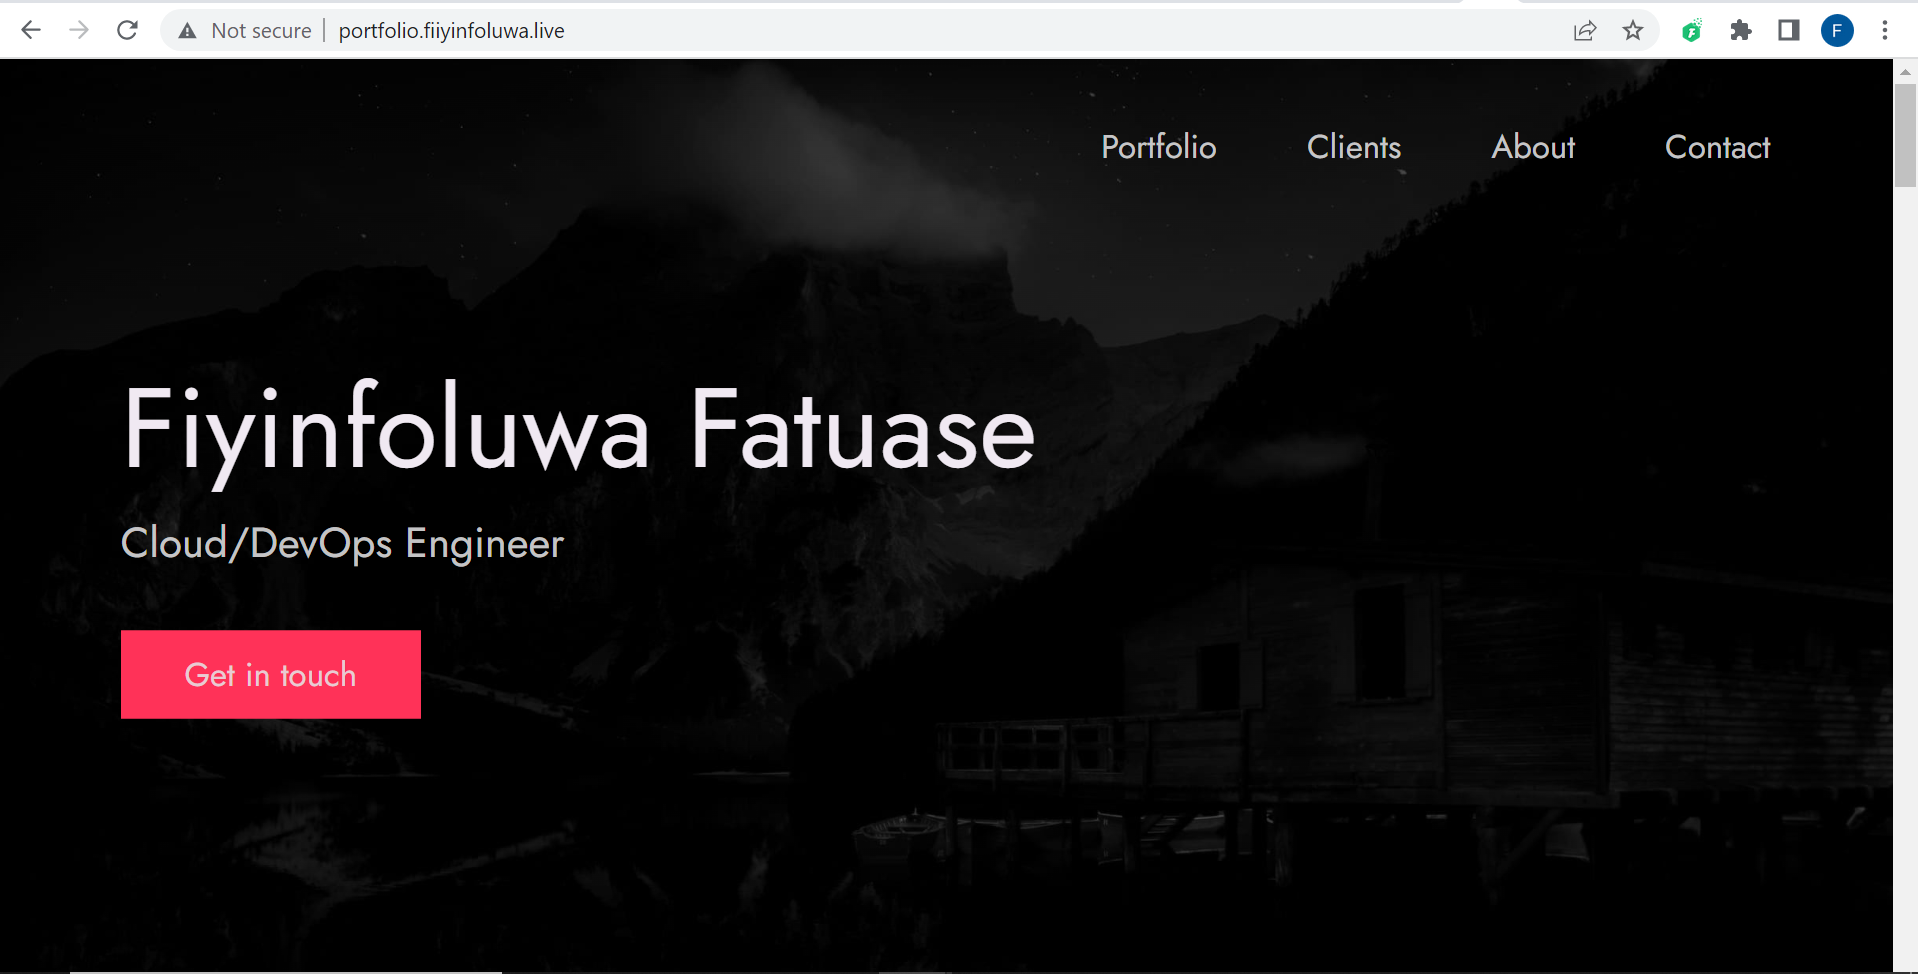 Not secure | portfolio.fiiyinfoluwa.live
F
Portfolio Clients About Contact
Fiyinfoluwa Fatuase
Cloud/DevOps Engineer
Get in touch